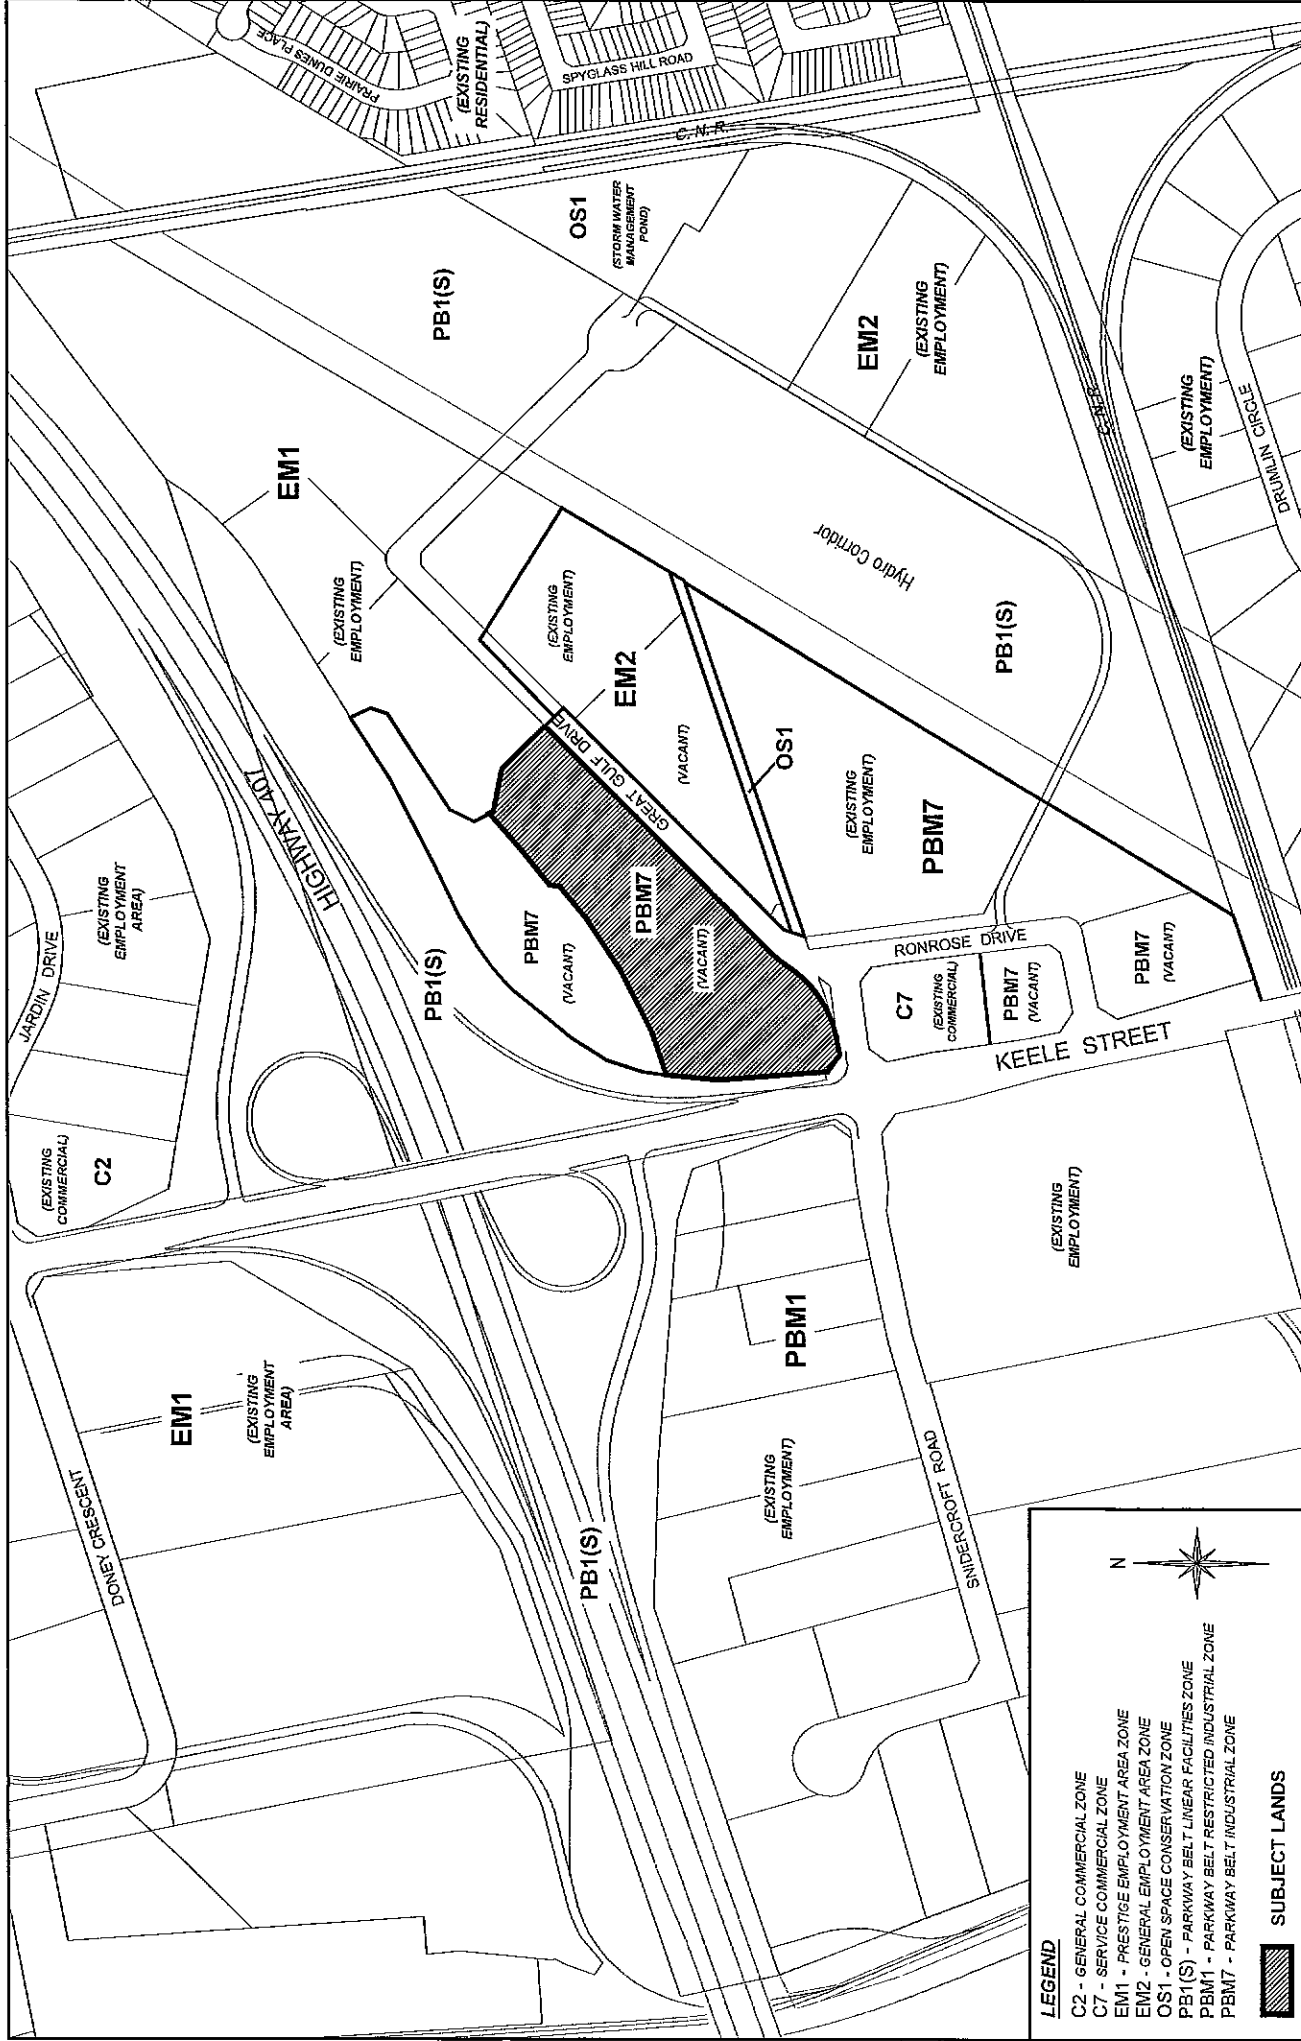 JARDIN DRIVE
(EXISTING
COMMERCIAL)
C2
(EXISTING
EMPLOYMENT
AREA)
DONEY CRESCENT
EM1
(EXISTING
EMPLOYMENT
AREA)
HIGHWAY 407
PB1(S)
PB1(S)
PB1(S)
EM1
(EXISTING
EMPLOYMENT)
PRAIRIE DUNES PLACE
(EXISTING
RESIDENTIAL)
SPYGLASS HILL ROAD
C. N. R.
OS1
(STORM WATER
MANAGEMENT
POND)
PBM7
(VACANT)
PBM7
(VACANT)
GREAT GULF DRIVE
(EXISTING
EMPLOYMENT)
EM2
(VACANT)
OS1
(EXISTING
EMPLOYMENT)
PBM7
Hydro Corridor
PB1(S)
EM2
(EXISTING
EMPLOYMENT)
C.N.R.
(EXISTING
EMPLOYMENT)
DRUMLIN CIRCLE
RONROSE DRIVE
C7
(EXISTING
COMMERCIAL)
PBM7
(VACANT)
PBM7
(VACANT)
KEELE STREET
PBM1
(EXISTING
EMPLOYMENT)
(EXISTING
EMPLOYMENT)
SNIDERCROFT ROAD
N
LEGEND
C2 - GENERAL COMMERCIAL ZONE
C7 - SERVICE COMMERCIAL ZONE
EM1 - PRESTIGE EMPLOYMENT AREA ZONE
EM2 - GENERAL EMPLOYMENT AREA ZONE
OS1 - OPEN SPACE CONSERVATION ZONE
PB1(S) - PARKWAY BELT LINEAR FACILITIES ZONE
PBM1 - PARKWAY BELT RESTRICTED INDUSTRIAL ZONE
PBM7 - PARKWAY BELT INDUSTRIAL ZONE
SUBJECT LANDS